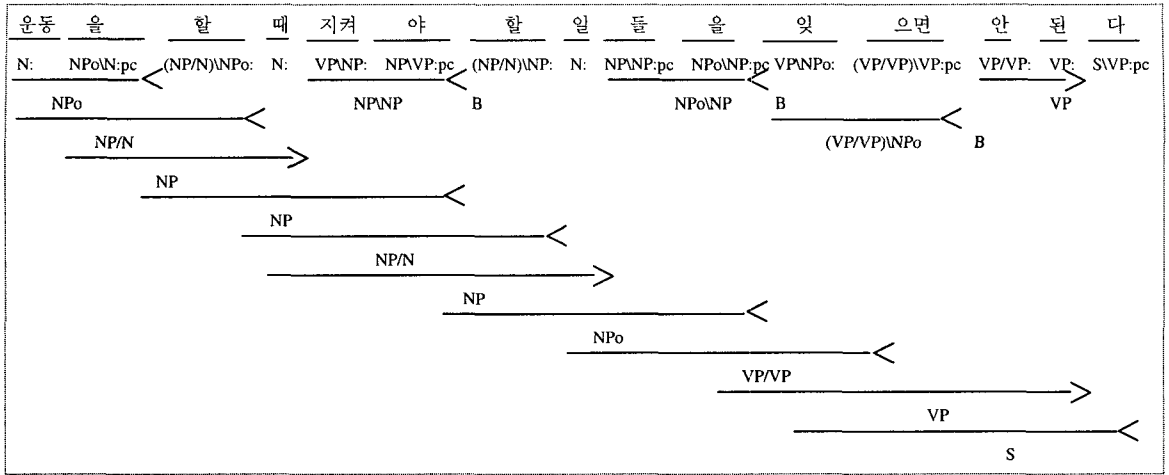 운동 을 할 때 지켜 야 할 일 들 을 잊 으면 안 된 다
N: NPo\N:pc (NP/N)\NPo: N: VP\NP: NP\VP:pc (NP/N)\NP: N: NP\NP:pc NPo\NP:pc VP\NPo: (VP/VP)\VP:pc VP/VP: VP: S\VP:pc
NPo NP\NP B NPo\NP B VP
NP/N (VP/VP)\NPo B
NP
NP
NP/N
NP
NPo
VP/VP
VP
S